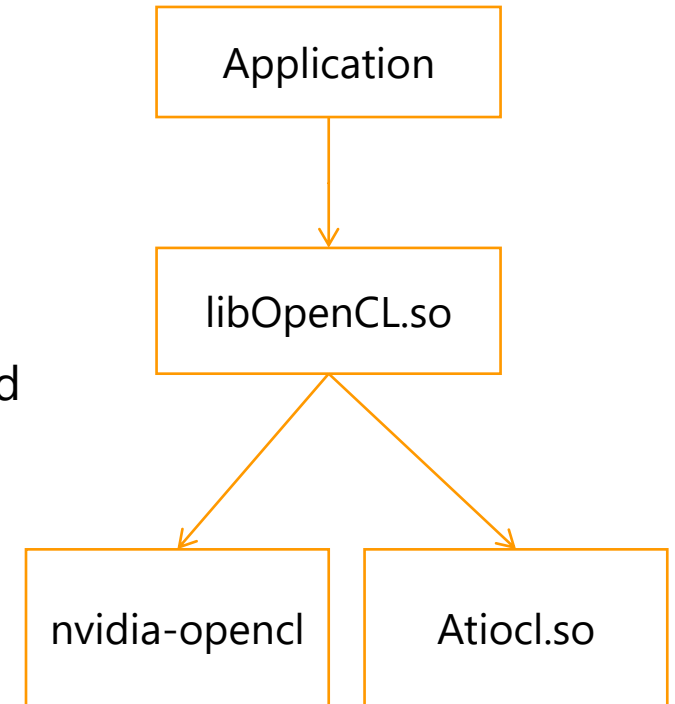 Application
libOpenCL.so
d
nvidia-opencl
Atiocl.so